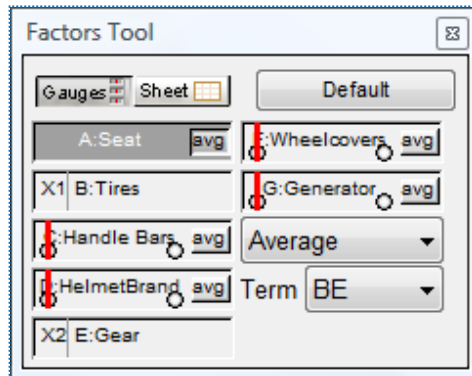 Factors Tool
Gauges Sheet Default
A:Seat avg
F:Wheelcovers avg
X1 B:Tires
G:Generator avg
C:Handle Bars avg
Average
D:HelmetBrand avg
Term BE
X2 E:Gear